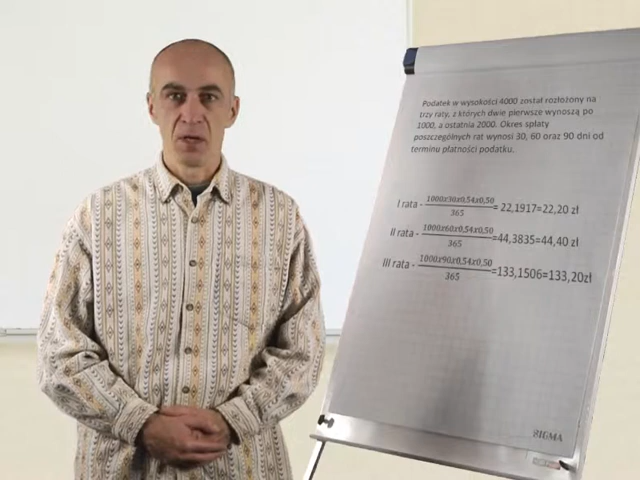 Podatek w wysokości 4000 został rozłożony na
trzy raty, z których dwie pierwsze wynoszą po
1000, a ostatnia 2000. Okres spłaty
poszczególnych rat wynosi 30, 60 oraz 90 dni od
terminu płatności podatku.
I rata - 1000x30x0,54x0,50/365 = 22,1917=22,20 zł
II rata - 1000x60x0,54x0,50/365 =44,3835=44,40 zł
III rata - 1000x90x0,54x0,50/365 =133,1506=133,20zł
SIGMA